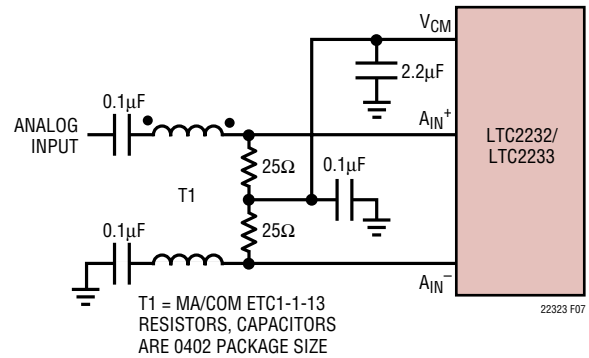 VCM
2.2µF
0.1µF
AIN+
ANALOG
INPUT
LTC2232/
LTC2233
25Ω
0.1µF
T1
25Ω
0.1µF
AIN–
T1 = MA/COM ETC1-1-13
RESISTORS, CAPACITORS
ARE 0402 PACKAGE SIZE
22323 F07